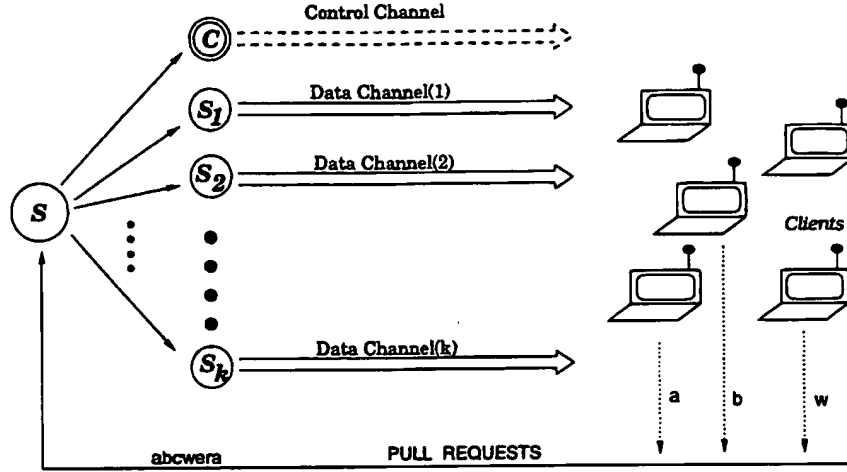 Control Channel
C
Data Channel(1)
S1
Data Channel(2)
S2
S
Clients
Data Channel(k)
Sk
a
b
w
abcwera
PULL REQUESTS